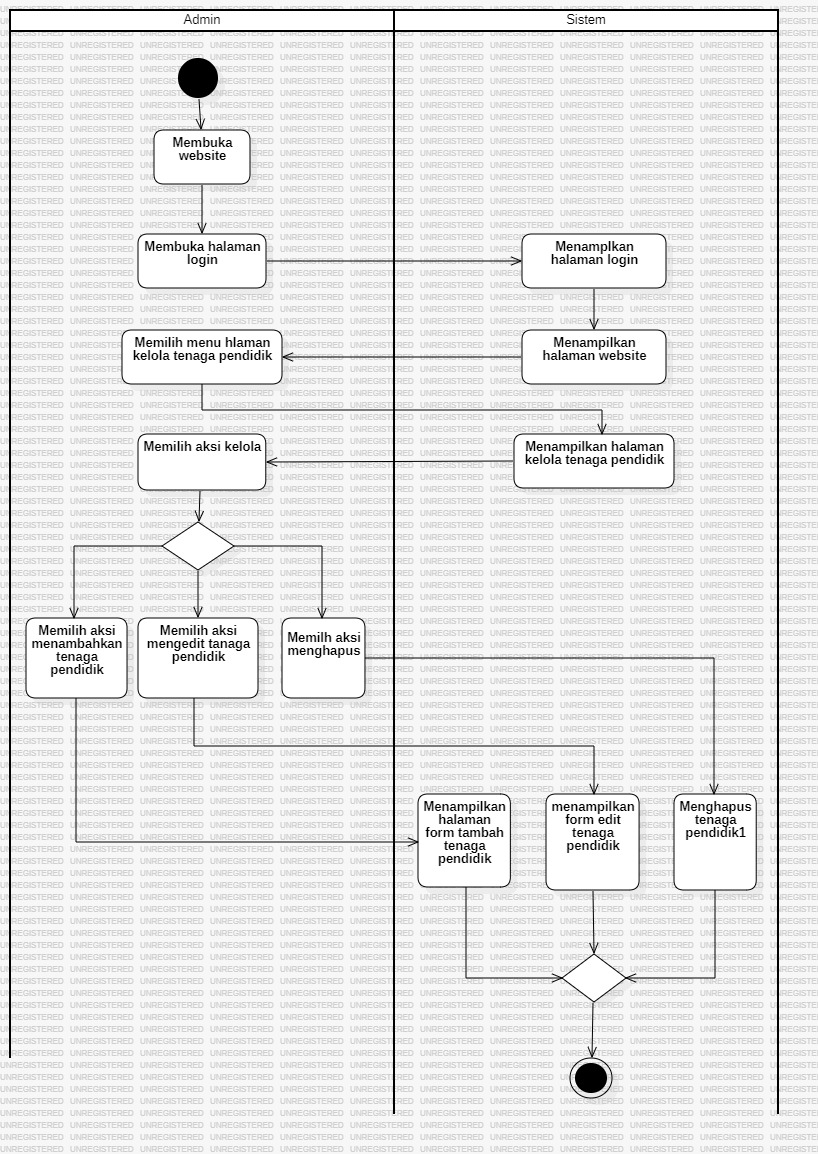 Admin
Sistem
Membuka
website
Membuka halaman
login
Menamplkan
halaman login
Memilih menu hlaman
kelola tenaga pendidik
Menampilkan
halaman website
Memilih aksi kelola
Menampilkan halaman
kelola tenaga pendidik
Memilih aksi
menambahkan
tenaga
pendidik
Memilih aksi
mengedit tanaga
pendidik
Memilh aksi
menghapus
Menampilkan
halaman
form tambah
tenaga
pendidik
menampilkan
form edit
tenaga
pendidik
Menghapus
tenaga
pendidik1
UNREGISTERED